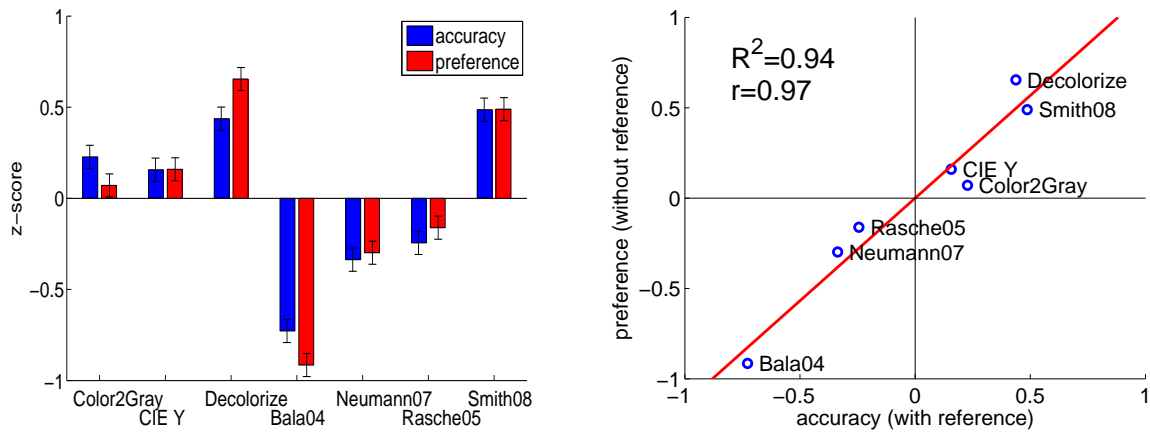 1
0.5
0
−0.5
−1
z−score
accuracy
preference
Color2Gray
CIE Y
Decolorize
Bala04
Neumann07
Rasche05
Smith08
R2=0.94
r=0.97
1
0.5
0
−0.5
−1
preference (without reference)
Decolorize
Smith08
CIE Y
Color2Gray
Rasche05
Neumann07
Bala04
−1
−0.5
0
0.5
1
accuracy (with reference)